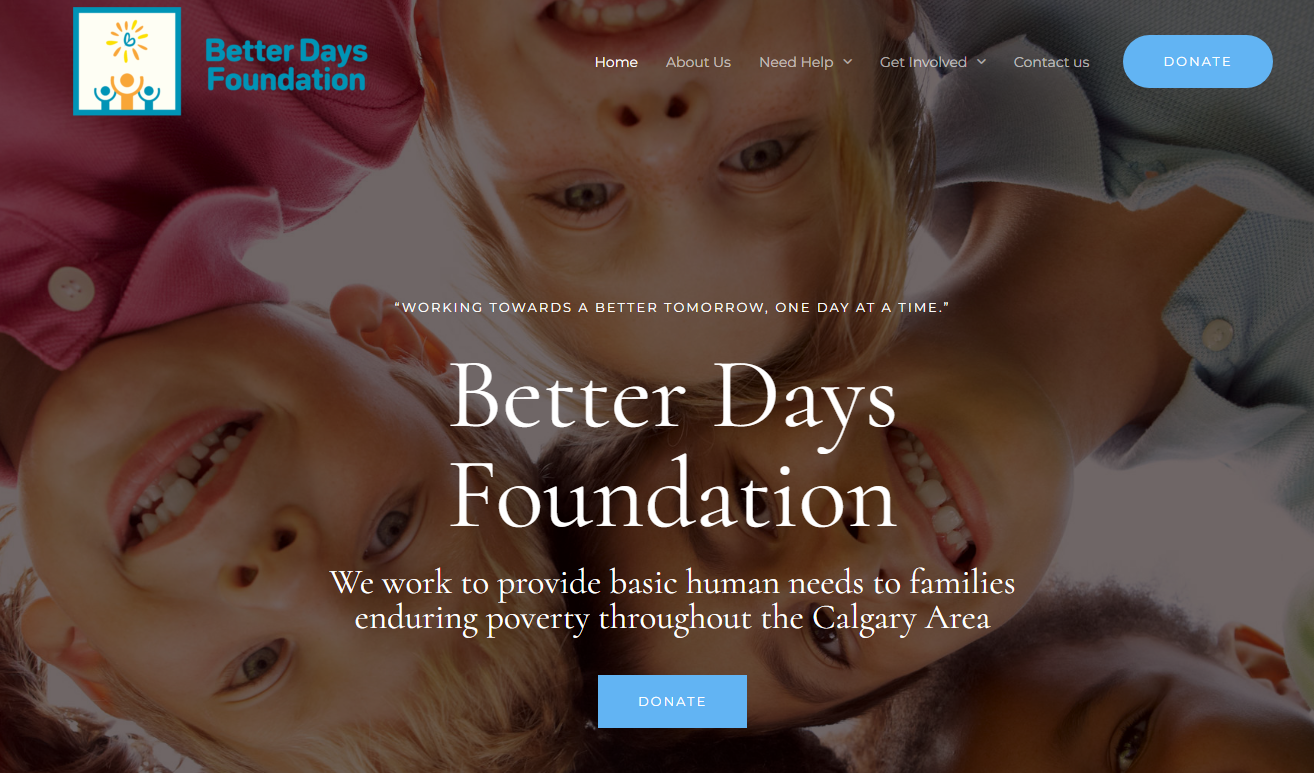 Better Days
Foundation
Home About Us Need Help Get Involved Contact us DONATE
“WORKING TOWARDS A BETTER TOMORROW, ONE DAY AT A TIME.”
Better Days
Foundation
We work to provide basic human needs to families
enduring poverty throughout the Calgary Area
DONATE